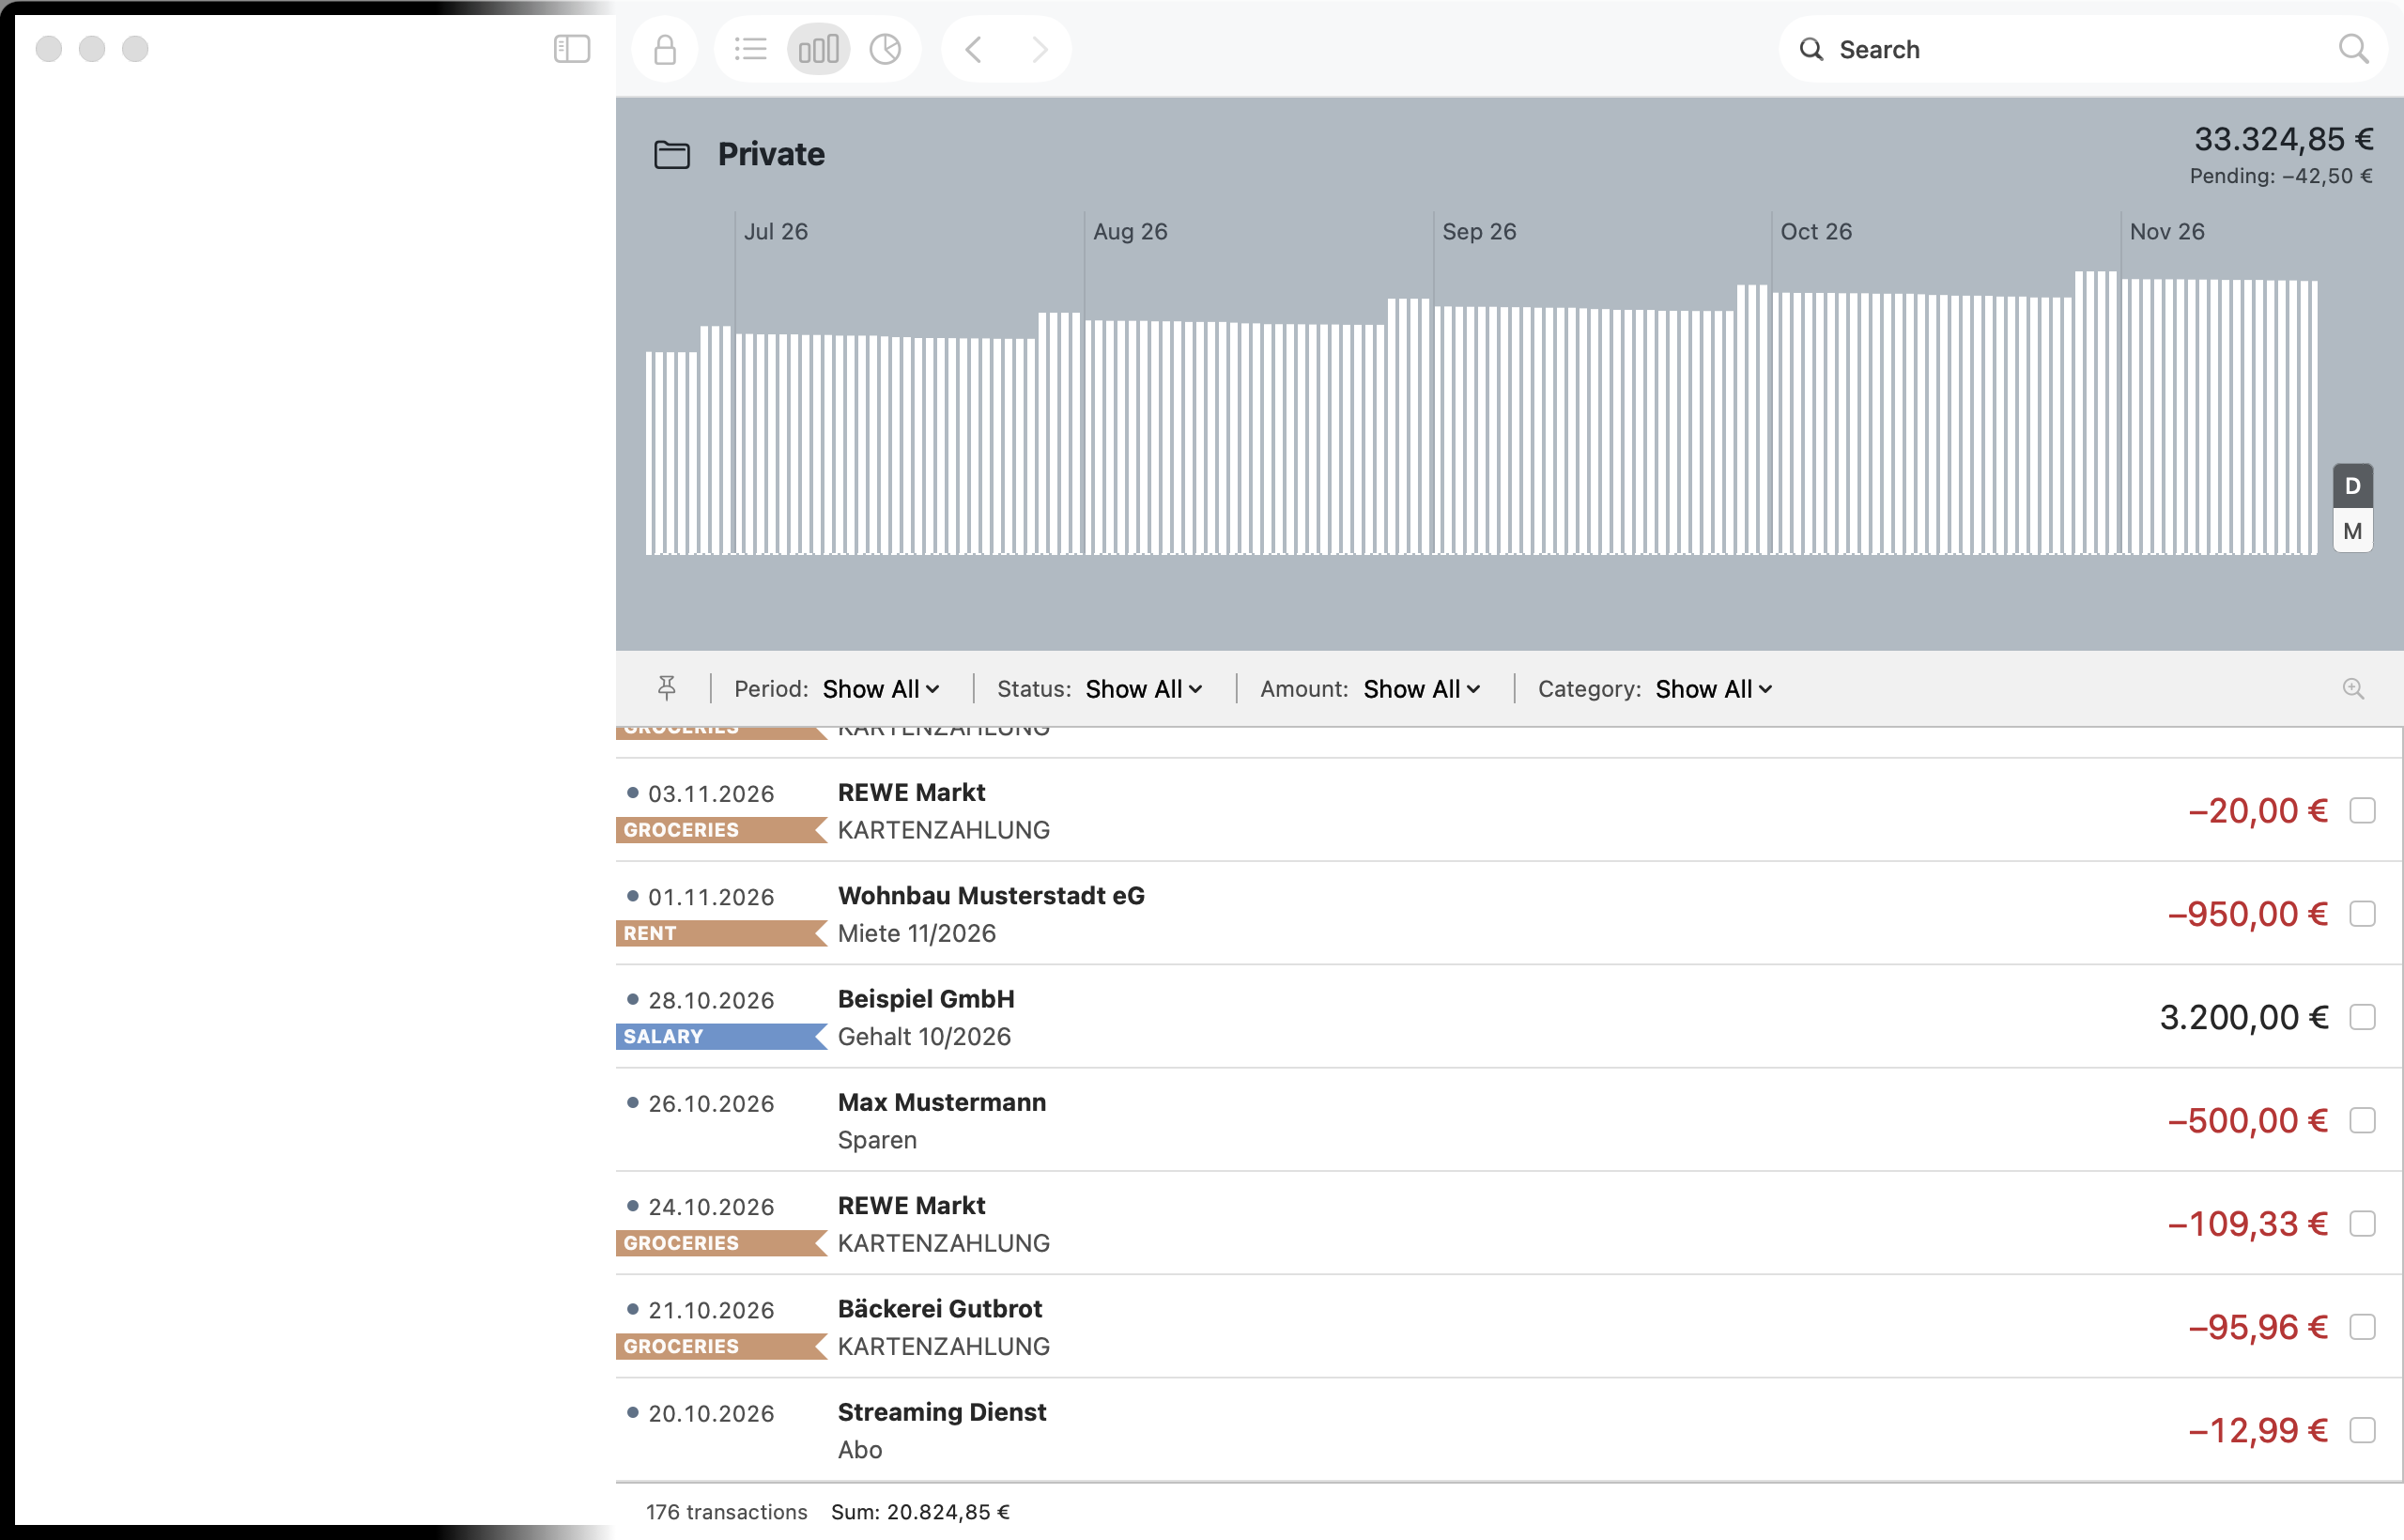 Search
Private
33.324,85 €
Pending: −42,50 €
Jul 26
Aug 26
Sep 26
Oct 26
Nov 26
D
M
Period: Show All
Status: Show All
Amount: Show All
Category: Show All
GROCERIES
KARTENZAHLUNG
03.11.2026
REWE Markt
GROCERIES
KARTENZAHLUNG
−20,00 €
01.11.2026
Wohnbau Musterstadt eG
RENT
Miete 11/2026
−950,00 €
28.10.2026
Beispiel GmbH
SALARY
Gehalt 10/2026
3.200,00 €
26.10.2026
Max Mustermann
Sparen
−500,00 €
24.10.2026
REWE Markt
GROCERIES
KARTENZAHLUNG
−109,33 €
21.10.2026
Bäckerei Gutbrot
GROCERIES
KARTENZAHLUNG
−95,96 €
20.10.2026
Streaming Dienst
Abo
−12,99 €
176 transactions
Sum: 20.824,85 €